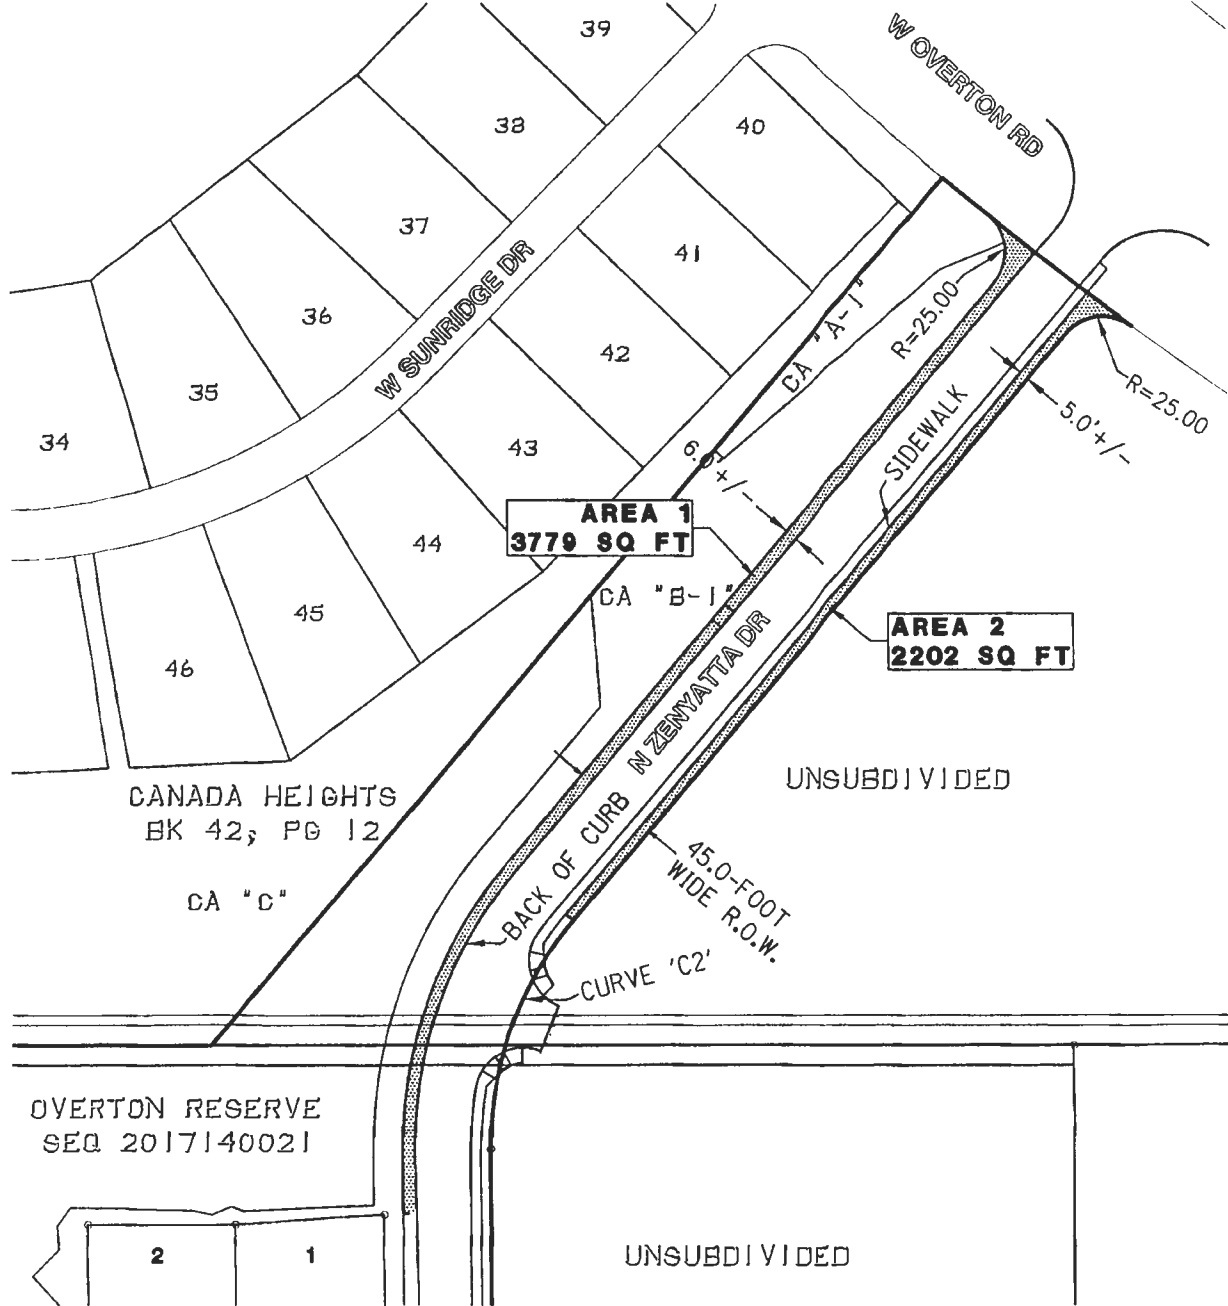 39
W OVERTON RD
38
40
37
41
W SUNRIDGE DR
36
CA "A-1"
R=25.00
42
35
R=25.00
5.0'+/-
34
43
SIDEWALK
AREA 1
3779 SQ FT
44
CA "B-1"
45
AREA 2
2202 SQ FT
46
N ZENYATTA DR
UNSUBDIVIDED
CANADA HEIGHTS
BK 42, PG 12
BACK OF CURB
45.0-FOOT
WIDE R.O.W.
CA "C"
CURVE 'C2'
OVERTON RESERVE
SEQ 2017140021
2
1
UNSUBDIVIDED